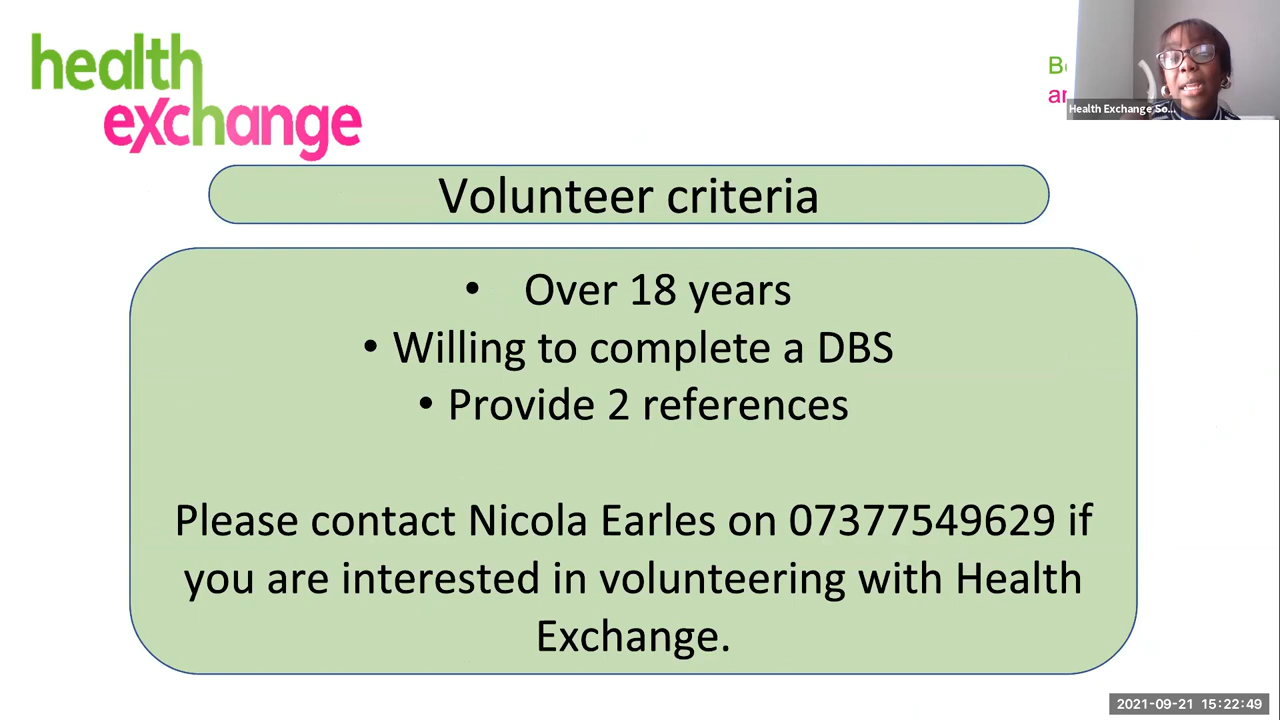 health
exchange
Health Exchange So...
Volunteer criteria
• Over 18 years
• Willing to complete a DBS
• Provide 2 references
Please contact Nicola Earles on 07377549629 if
you are interested in volunteering with Health
Exchange.
2021-09-21 15:22:49